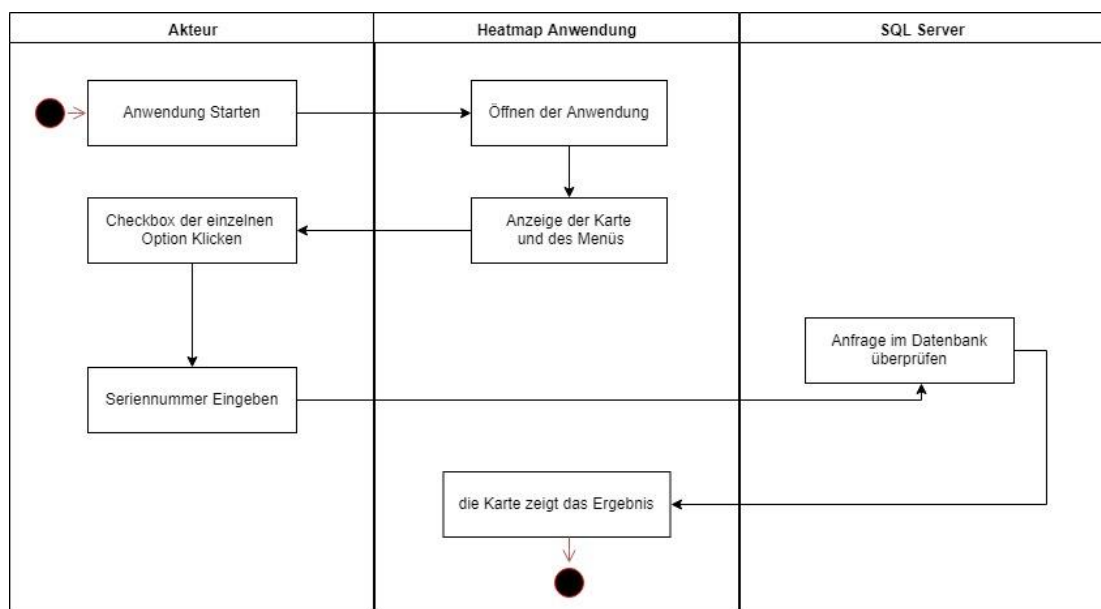 Akteur
Heatmap Anwendung
SQL Server
Anwendung Starten
Öffnen der Anwendung
Checkbox der einzelnen
Option Klicken
Anzeige der Karte
und des Menüs
Anfrage im Datenbank
überprüfen
Seriennummer Eingeben
die Karte zeigt das Ergebnis